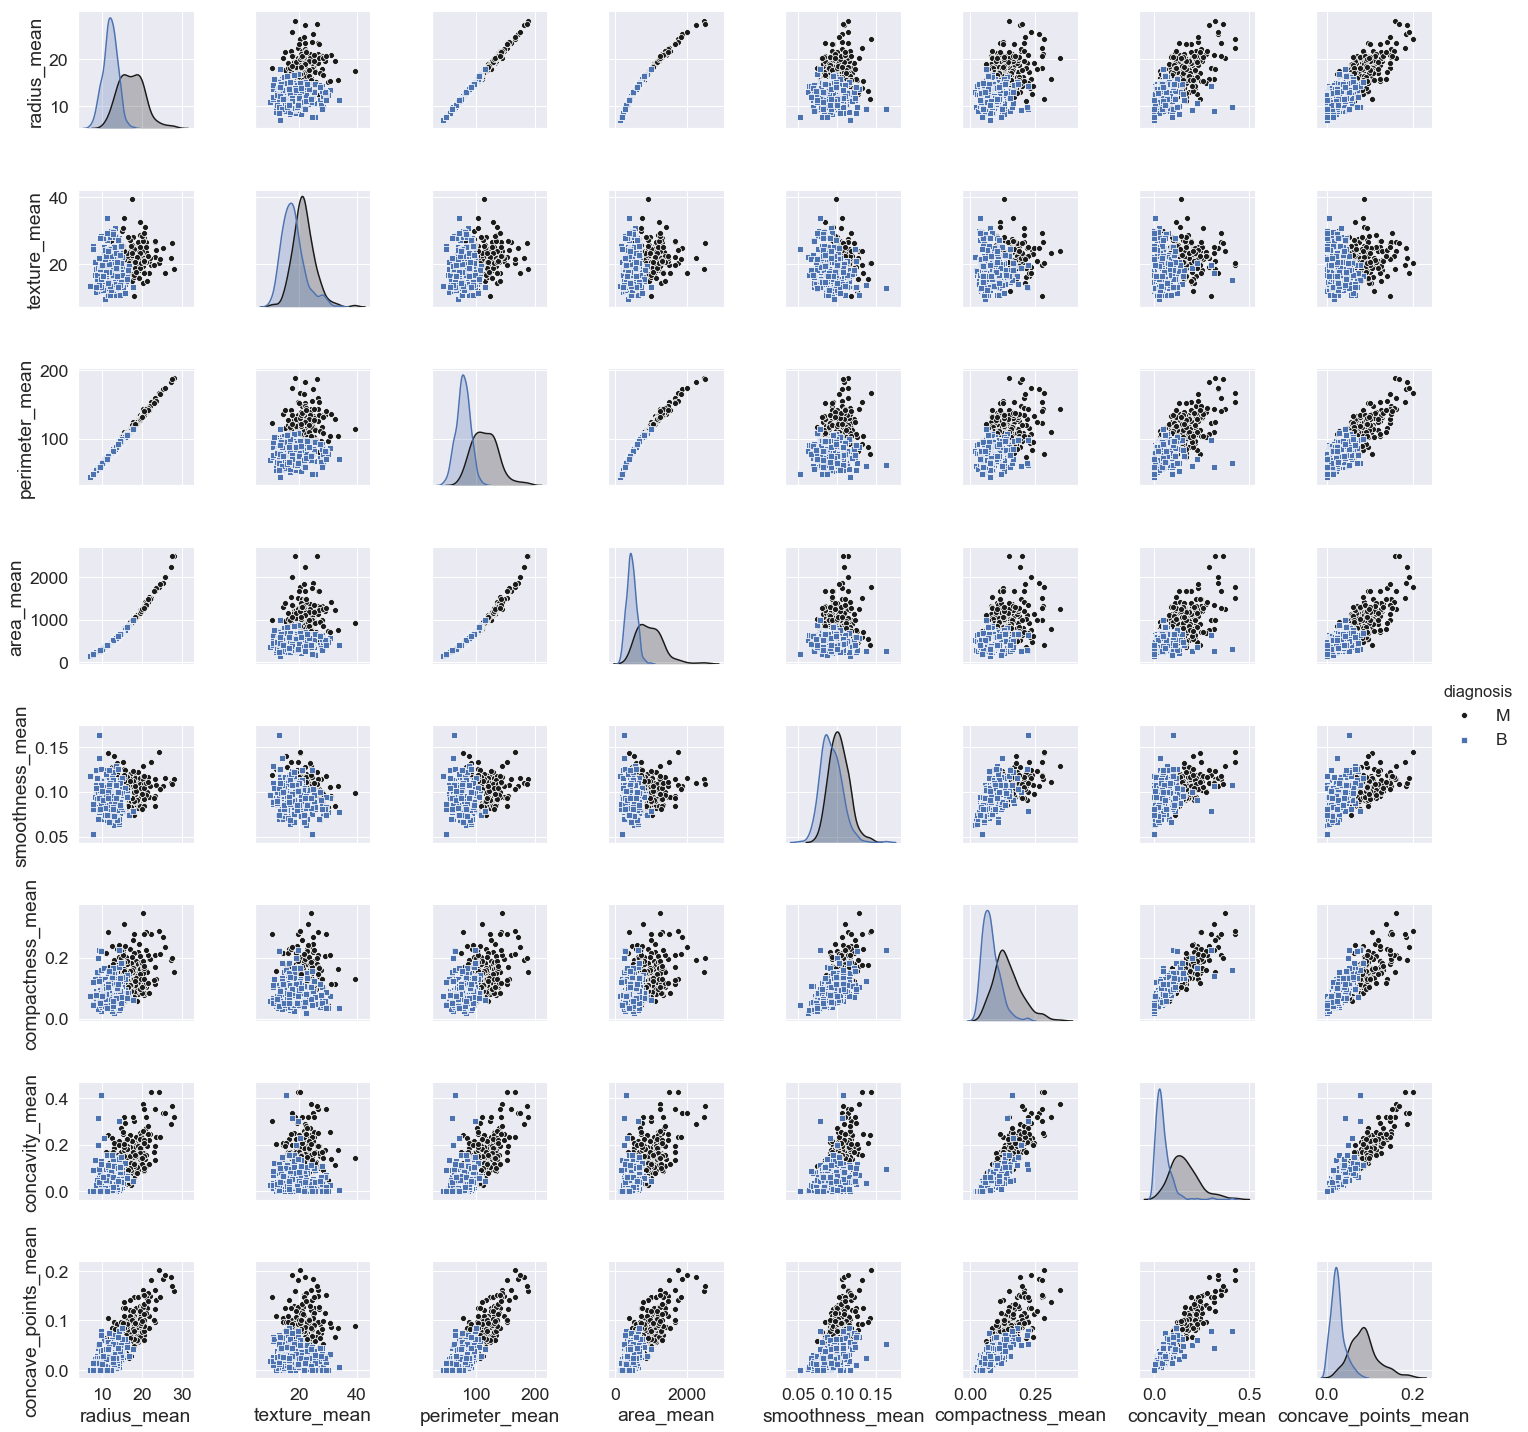 radius_mean
20
10
texture_mean
40
20
perimeter_mean
200
100
area_mean
2000
1000
0
smoothness_mean
0.15
0.10
0.05
diagnosis
M
B
compactness_mean
0.2
0.0
concavity_mean
0.4
0.2
0.0
concave_points_mean
0.2
0.1
0.0
10 20 30 20 40 100 200 0 2000 0.05 0.10 0.15 0.00 0.25 0.0 0.5 0.0 0.2
radius_mean texture_mean perimeter_mean area_mean smoothness_mean compactness_mean concavity_mean concave_points_mean